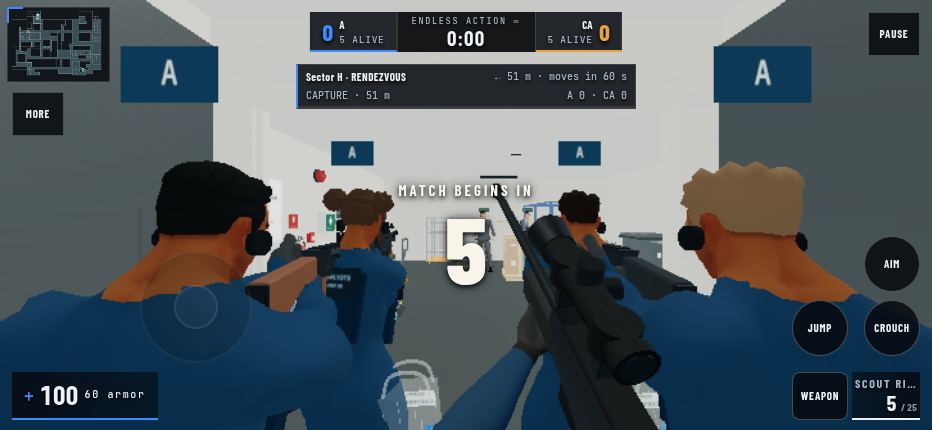 0 A 5 ALIVE
ENDLESS ACTION ∞
0:00
CA 0 5 ALIVE
PAUSE
A
A
Sector H · RENDEZVOUS
← 51 m · moves in 60 s
CAPTURE · 51 m
A 0 · CA 0
MORE
A
A
MATCH BEGINS IN
5
AIM
JUMP
CROUCH
+ 100 60 armor
WEAPON
SCOUT RI...
5 / 25